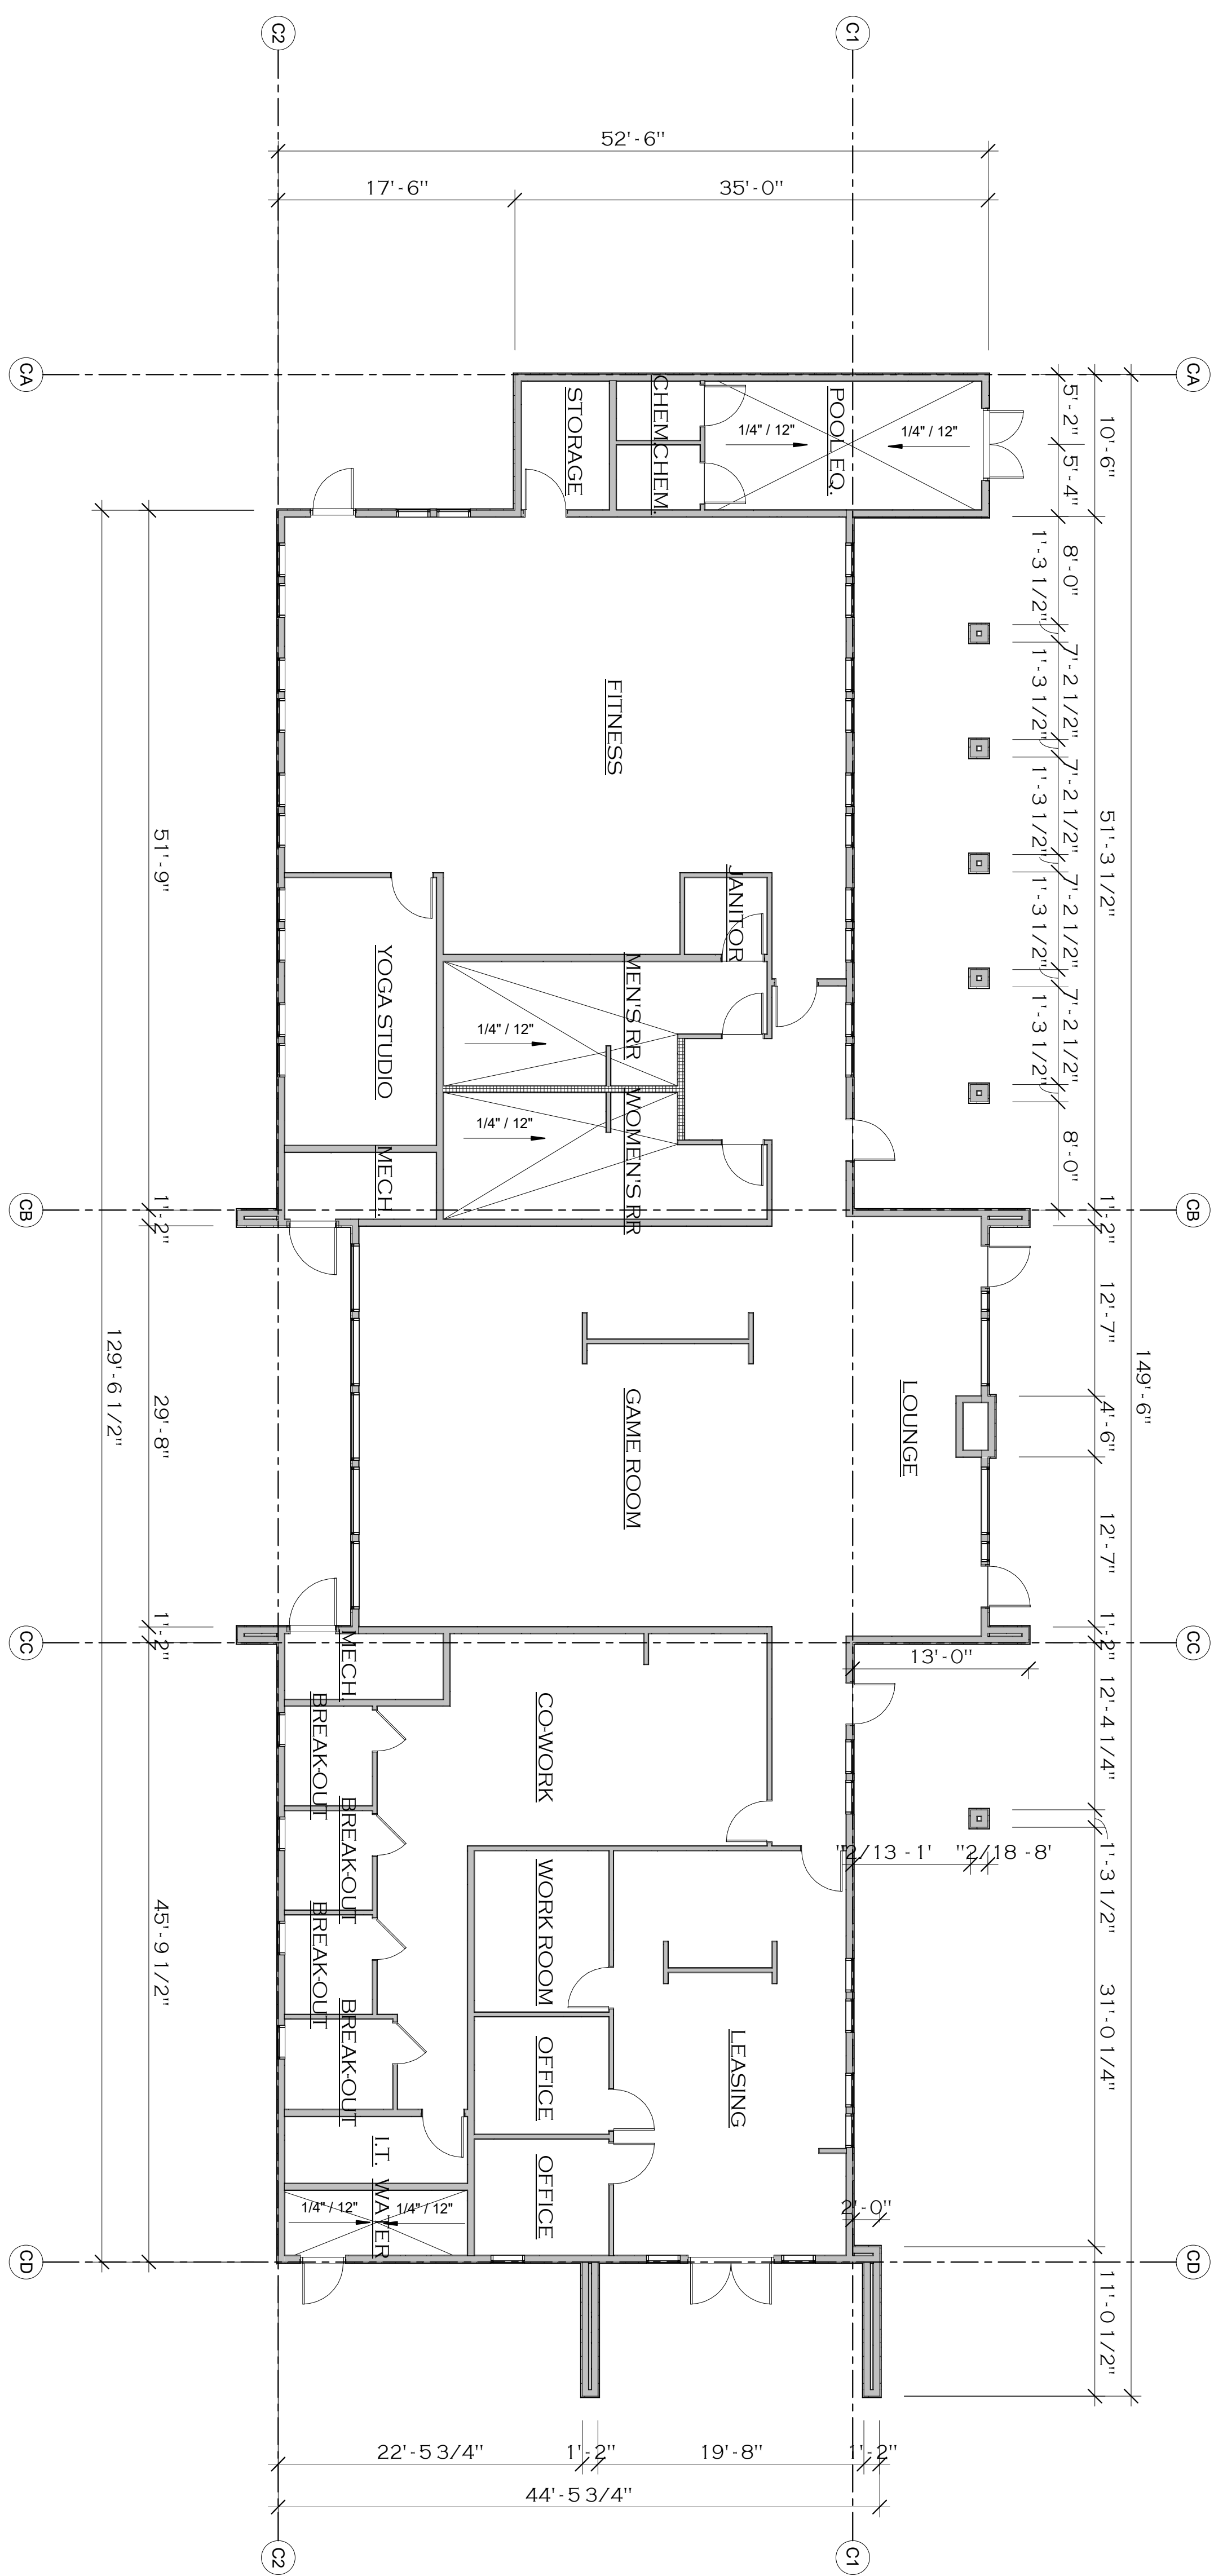 C2
C1
52'-6"
17'-6"
35'-0"
CA
CA
5'-2"
5'-4"
10'-6"
STORAGE
CHEM.
CHEM.
POOL EQ.
1/4" / 12"
1/4" / 12"
8'-0"
1'-3 1/2"
7'-2 1/2"
1'-3 1/2"
7'-2 1/2"
1'-3 1/2"
7'-2 1/2"
1'-3 1/2"
7'-2 1/2"
1'-3 1/2"
8'-0"
51'-3 1/2"
149'-6"
FITNESS
JANITOR
51'-9"
YOGA STUDIO
MEN'S RR
1/4" / 12"
WOMEN'S RR
1/4" / 12"
MECH.
CB
CB
1'-2"
1'-2"
12'-7"
4'-6"
12'-7"
LOUNGE
GAME ROOM
29'-8"
129'-6 1/2"
CC
CC
1'-2"
1'-2"
13'-0"
12'-4 1/4"
MECH.
CO-WORK
BREAK-OUT
BREAK-OUT
BREAK-OUT
BREAK-OUT
"2/13 -1'
"2/18 -8'
1'-3 1/2"
31'-0 1/4"
45'-9 1/2"
WORK ROOM
OFFICE
OFFICE
LEASING
I.T.
WATER
1/4" / 12"
1/4" / 12"
2'-0"
CD
CD
11'-0 1/2"
22'-5 3/4"
1'-2"
19'-8"
1'-2"
44'-5 3/4"
C2
C1